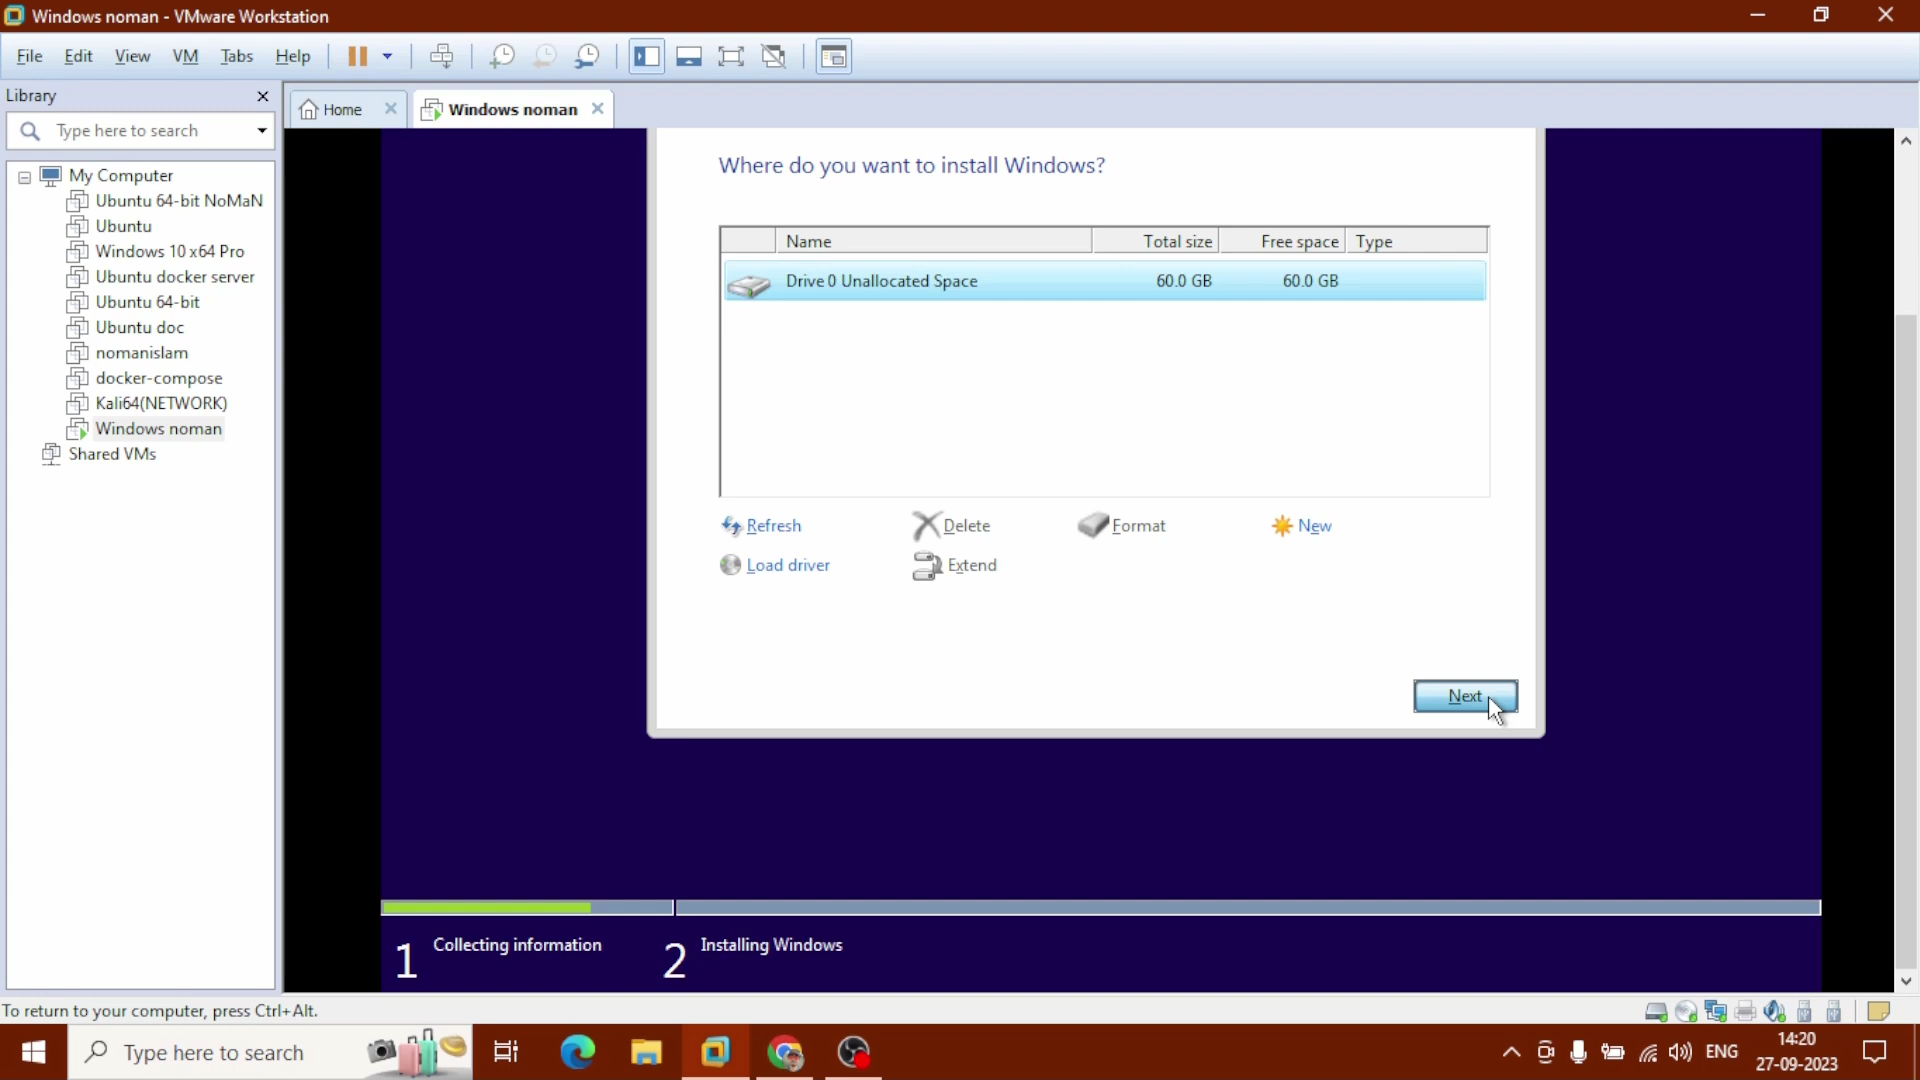 Windows noman - VMware Workstation
File Edit View VM Tabs Help
Library
Home
Windows noman
Type here to search
My Computer
Ubuntu 64-bit NoMaN
Ubuntu
Windows 10 x64 Pro
Ubuntu docker server
Ubuntu 64-bit
Ubuntu doc
nomanislam
docker-compose
Kali64(NETWORK)
Windows noman
Shared VMs
Where do you want to install Windows?
Name Total size Free space Type
Drive 0 Unallocated Space 60.0 GB 60.0 GB
Refresh Delete Format New
Load driver Extend
Next
1 Collecting information 2 Installing Windows
To return to your computer, press Ctrl+Alt.
Type here to search
ENG
14:20
27-09-2023